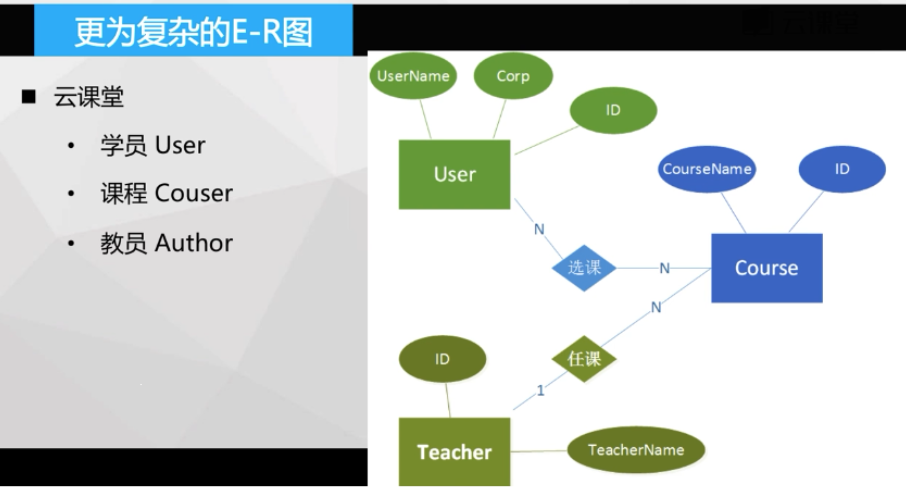 更为复杂的E-R图
云课堂
学员 User
课程 Couser
教员 Author
UserName
Corp
ID
User
CourseName
ID
N
选课
N
Course
N
ID
任课
1
Teacher
TeacherName